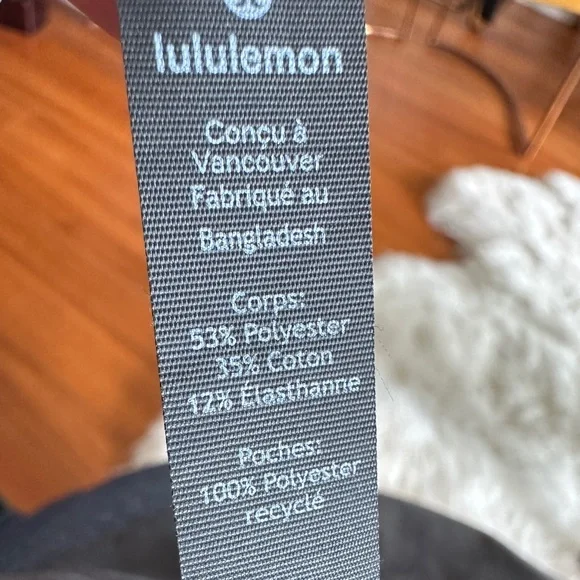 lululemon
Conçu à
Vancouver
Fabriqué au
Bangladesh
Corps:
53% Polyester
35% Coton
12% Élasthanne
Poches:
100% Polyester
recyclé